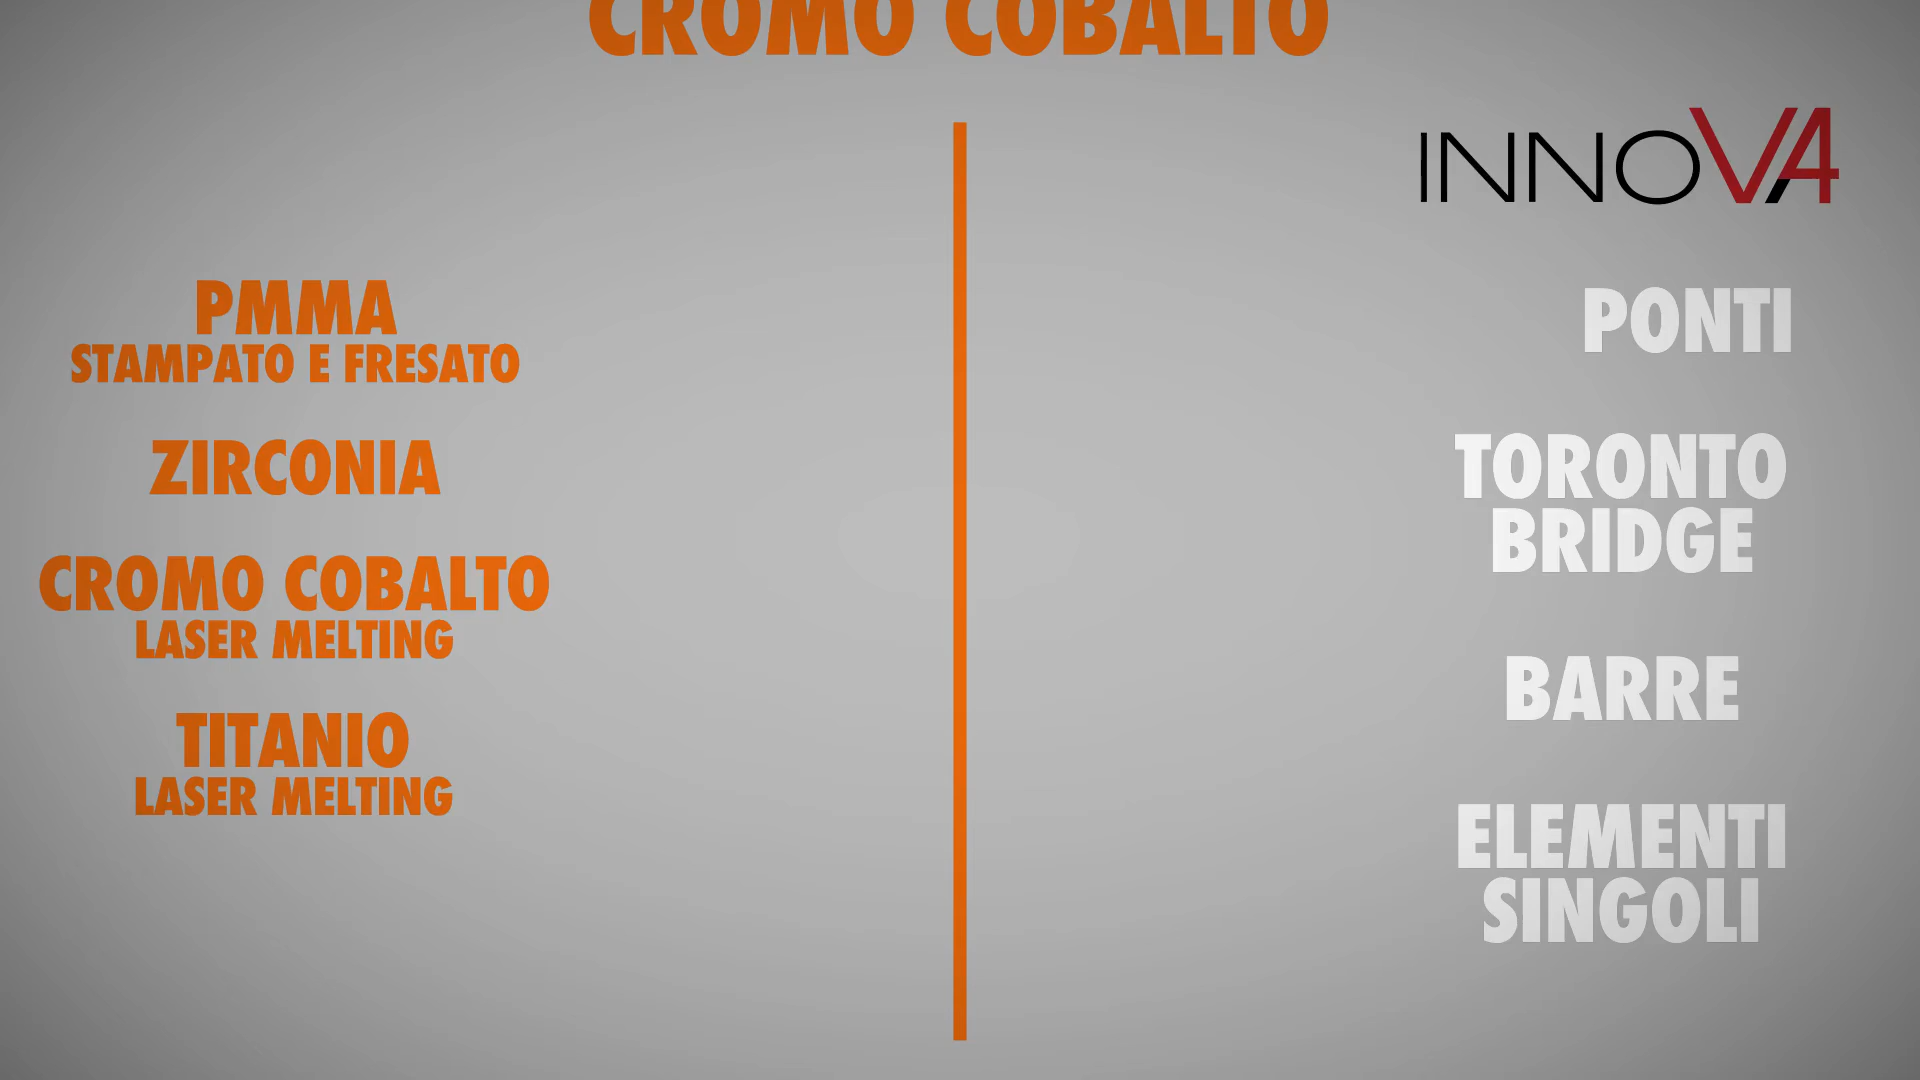 CROMO COBALTO
INNOVA
PMMA
STAMPATO E FRESATO
ZIRCONIA
CROMO COBALTO
LASER MELTING
TITANIO
LASER MELTING
PONTI
TORONTO
BRIDGE
BARRE
ELEMENTI
SINGOLI